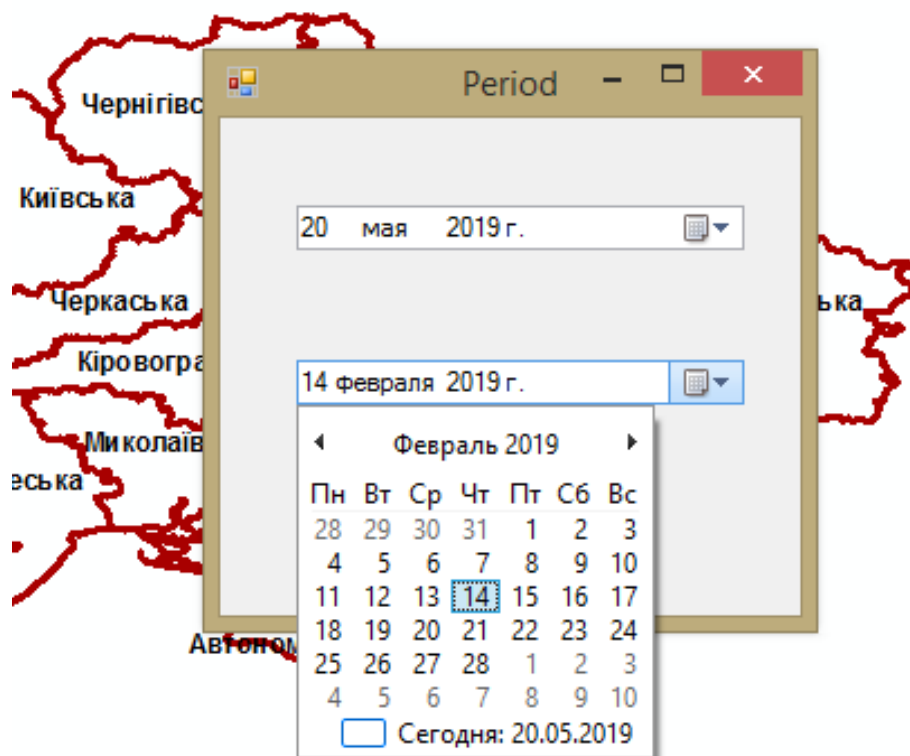 Period
Чернігівс
Київська
20 мая 2019 г.
Черкаська
ька
Кіровогра
14 февраля 2019 г.
Миколаїв
еська
Февраль 2019
Пн Вт Ср Чт Пт Сб Вс
28 29 30 31 1 2 3
4 5 6 7 8 9 10
11 12 13 14 15 16 17
18 19 20 21 22 23 24
Автоном
25 26 27 28 1 2 3
4 5 6 7 8 9 10
Сегодня: 20.05.2019